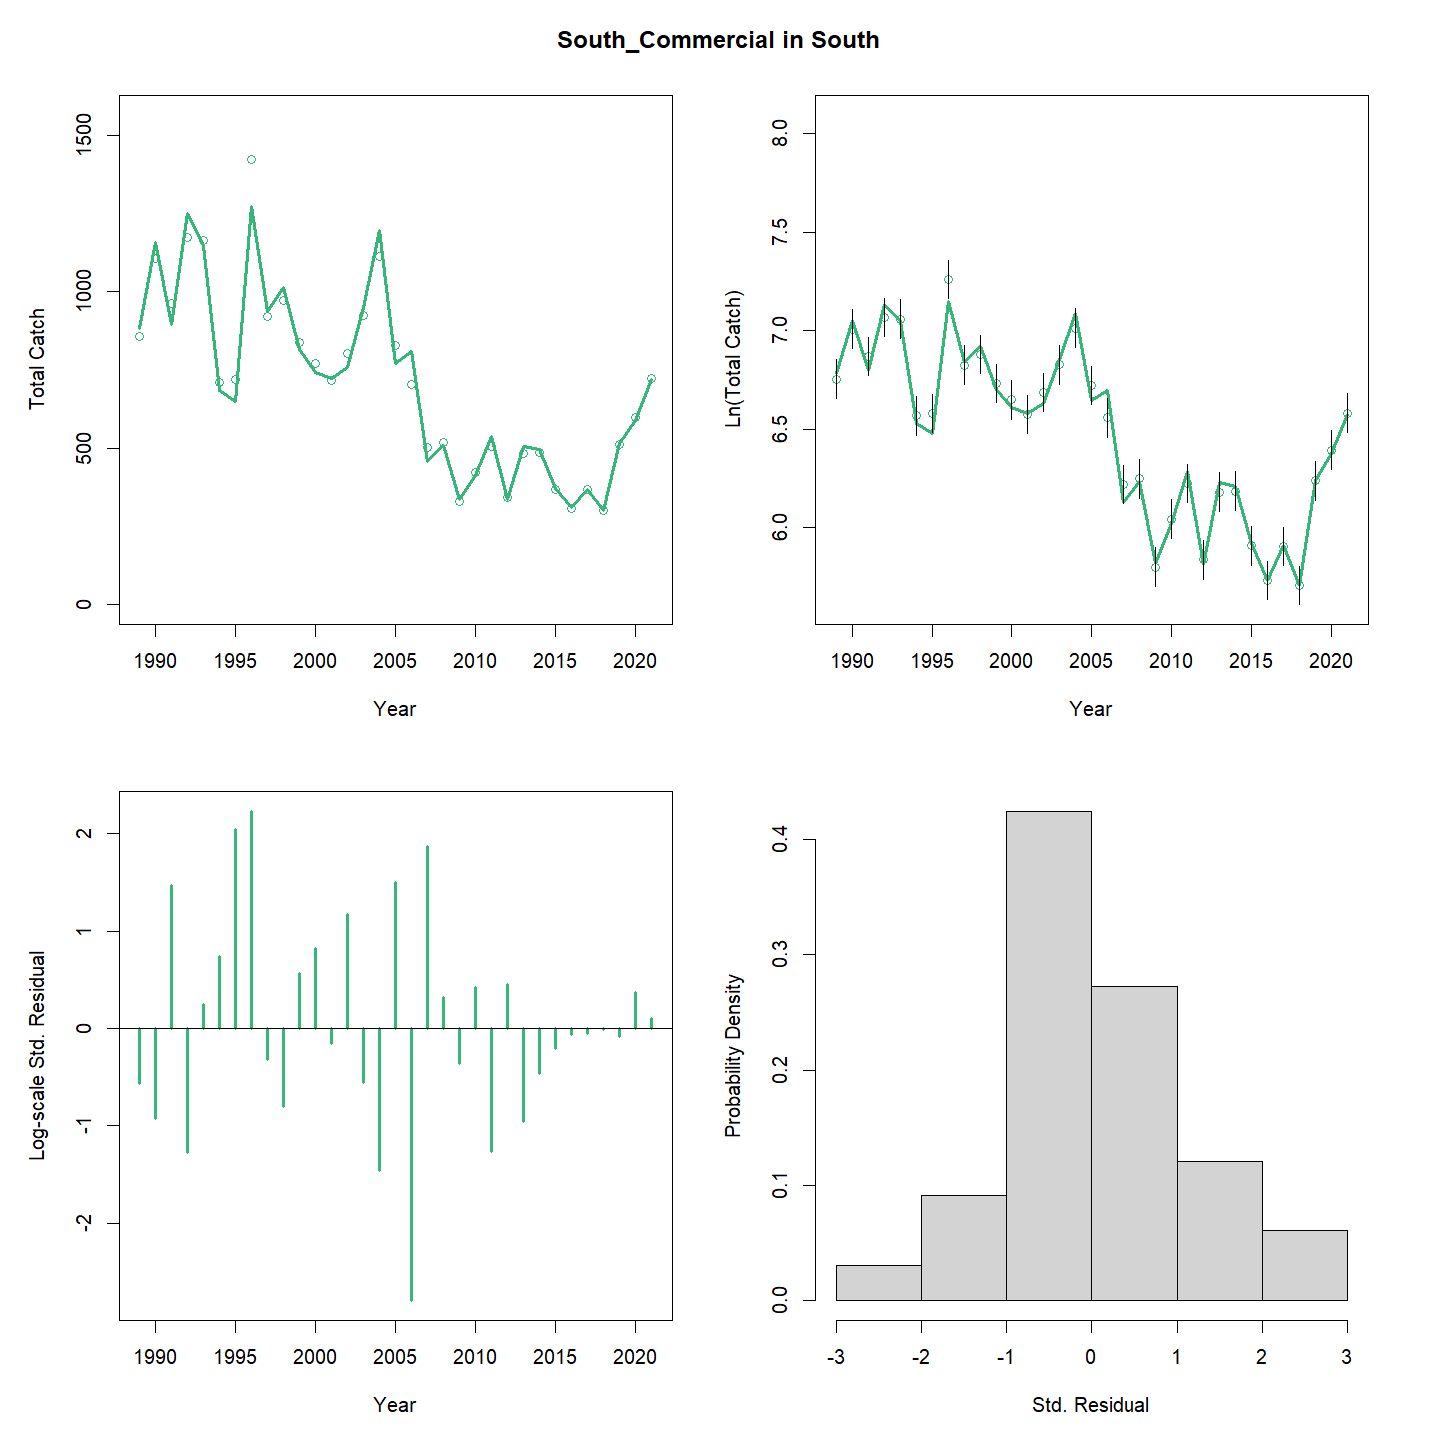 South_Commercial in South
Total Catch
1500
1000
500
0
1990 1995 2000 2005 2010 2015 2020
Year
Ln(Total Catch)
8.0
7.5
7.0
6.5
6.0
1990 1995 2000 2005 2010 2015 2020
Year
Log-scale Std. Residual
2
1
0
-1
-2
1990 1995 2000 2005 2010 2015 2020
Year
Probability Density
0.4
0.3
0.2
0.1
0.0
-3 -2 -1 0 1 2 3
Std. Residual